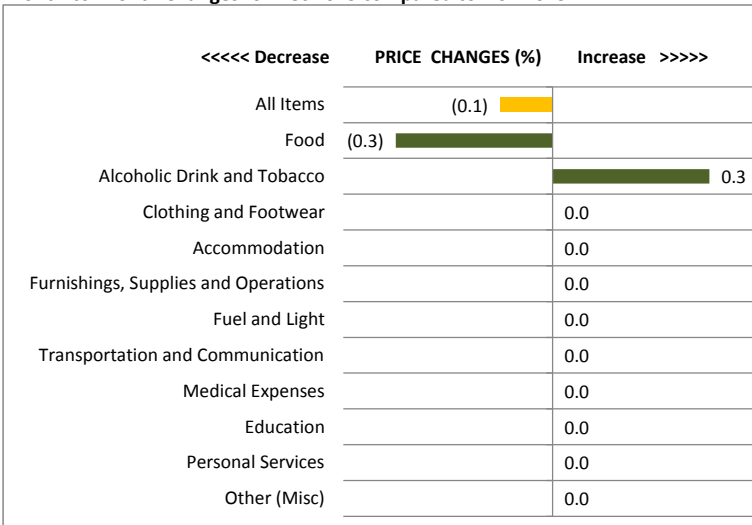 <<<<< Decrease PRICE CHANGES (%) Increase >>>>>
All Items (0.1)
Food (0.3)
Alcoholic Drink and Tobacco 0.3
Clothing and Footwear 0.0
Accommodation 0.0
Furnishings, Supplies and Operations 0.0
Fuel and Light 0.0
Transportation and Communication 0.0
Medical Expenses 0.0
Education 0.0
Personal Services 0.0
Other (Misc) 0.0